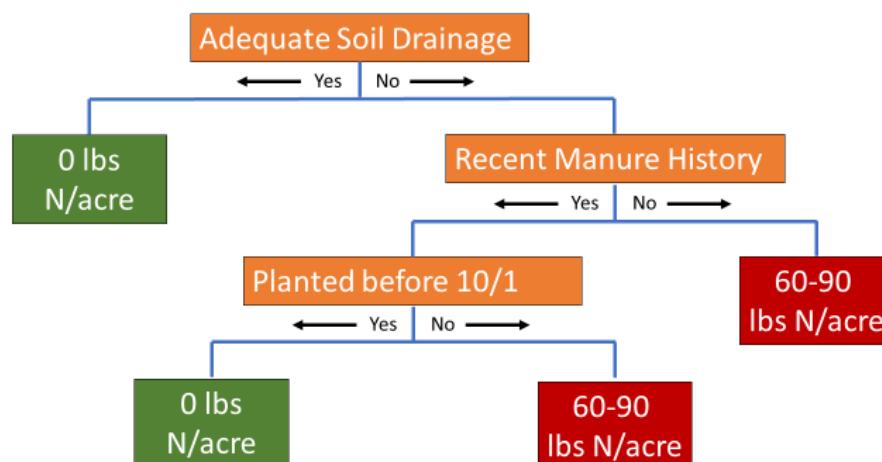 Adequate Soil Drainage
Yes No
0 lbs
N/acre
Recent Manure History
Yes No
Planted before 10/1
60-90
lbs N/acre
Yes No
0 lbs
N/acre
60-90
lbs N/acre